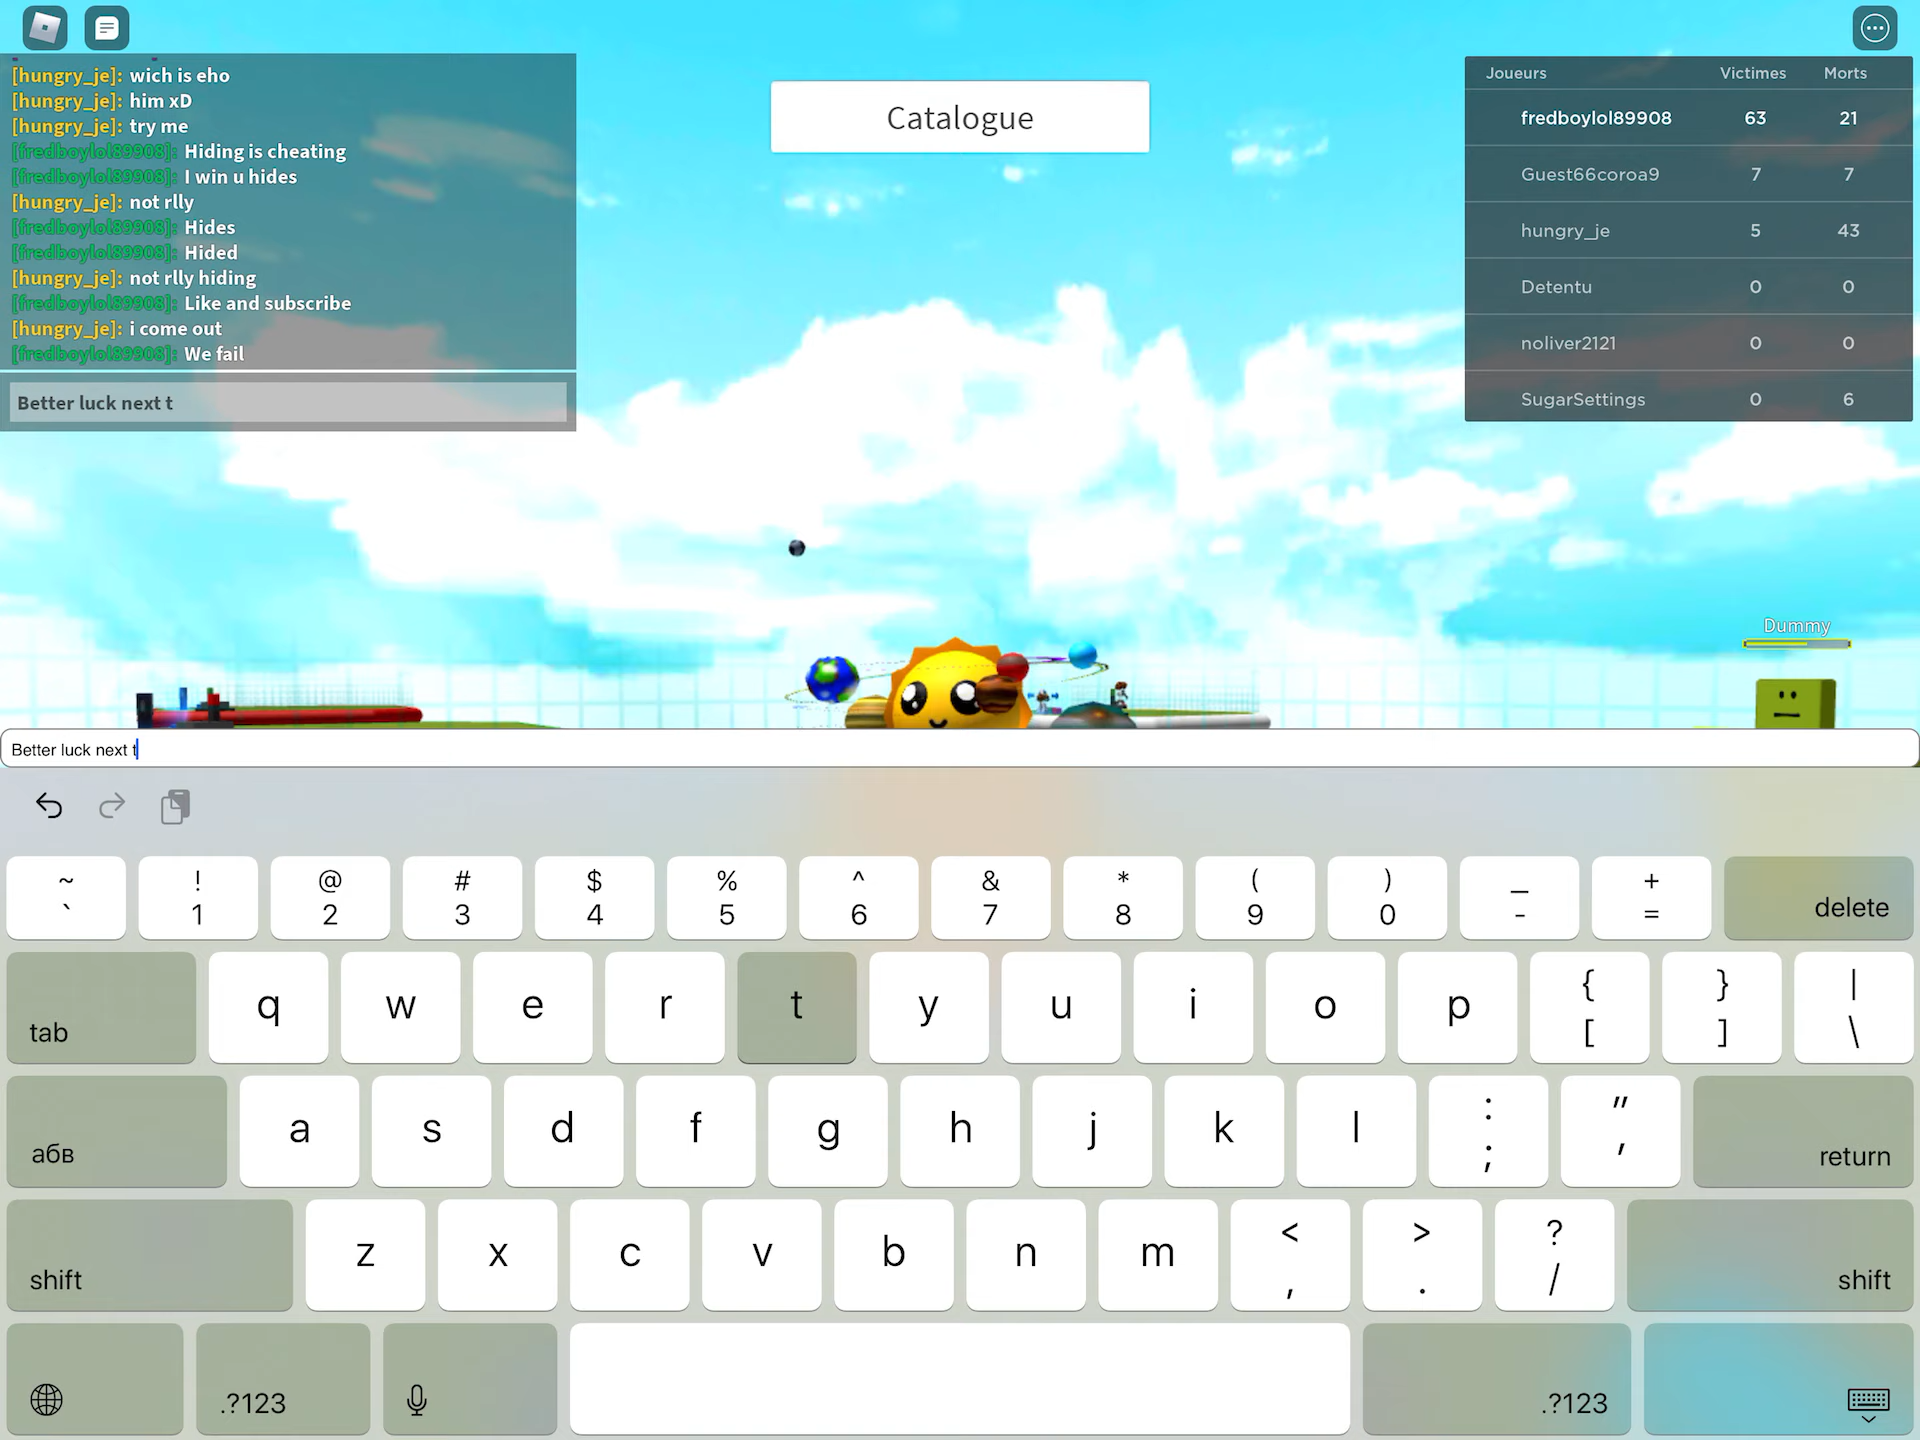 [hungry_je]: wich is eho
[hungry_je]: him xD
[hungry_je]: try me
[fredboylol89908]: Hiding is cheating
[fredboylol89908]: I win u hides
[hungry_je]: not rlly
[fredboylol89908]: Hides
[fredboylol89908]: Hided
[hungry_je]: not rlly hiding
[fredboylol89908]: Like and subscribe
[hungry_je]: i come out
[fredboylol89908]: We fail
Better luck next t
Catalogue
Joueurs Victimes Morts
fredboylol89908 63 21
Guest66coroa9 7 7
hungry_je 5 43
Detentu 0 0
noliver2121 0 0
SugarSettings 0 6
Dummy
Better luck next t
~ ! @ # $ % ^ & * ( ) _ +
` 1 2 3 4 5 6 7 8 9 0 - = delete
tab q w e r t y u i o p { [ } ] | \
абв a s d f g h j k l : ; " ' return
shift z x c v b n m < , > . ? / shift
.?123 .?123